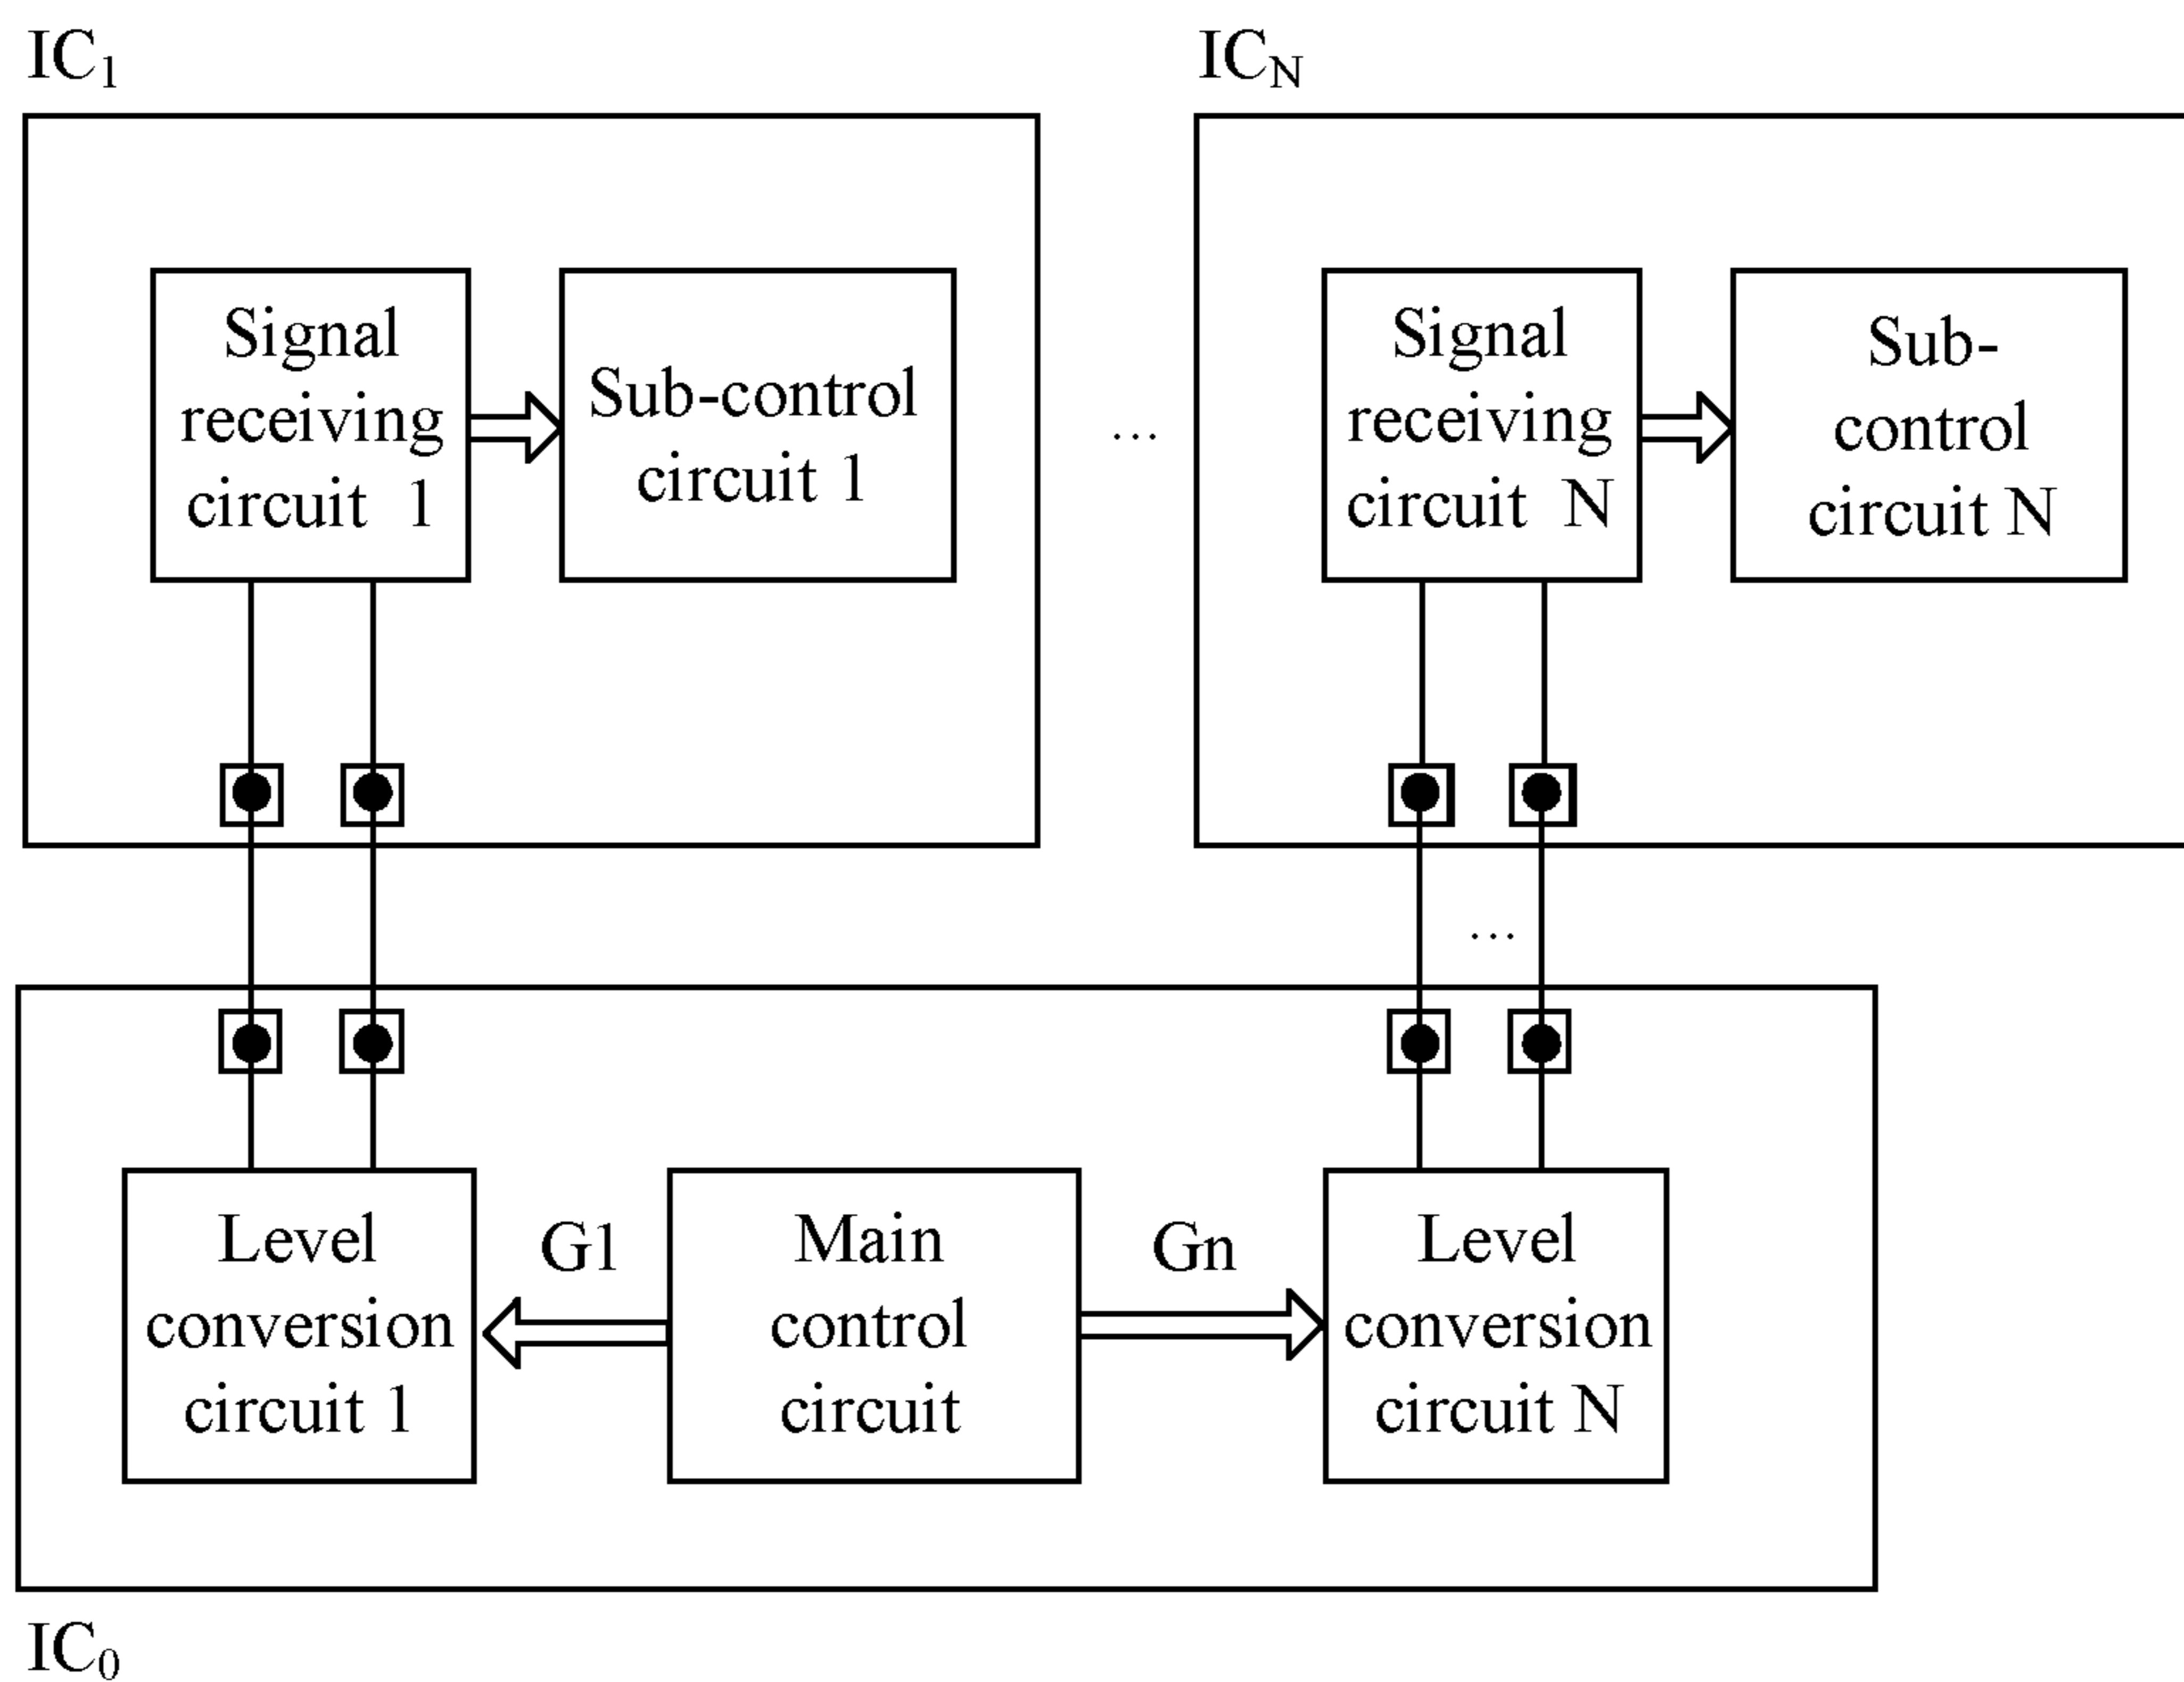 IC₁
ICN
Signal
receiving
circuit 1
Sub-control
circuit 1
...
Signal
receiving
circuit N
Sub-
control
circuit N
...
Level
conversion
circuit 1
G1
Main
control
circuit
Gn
Level
conversion
circuit N
IC₀